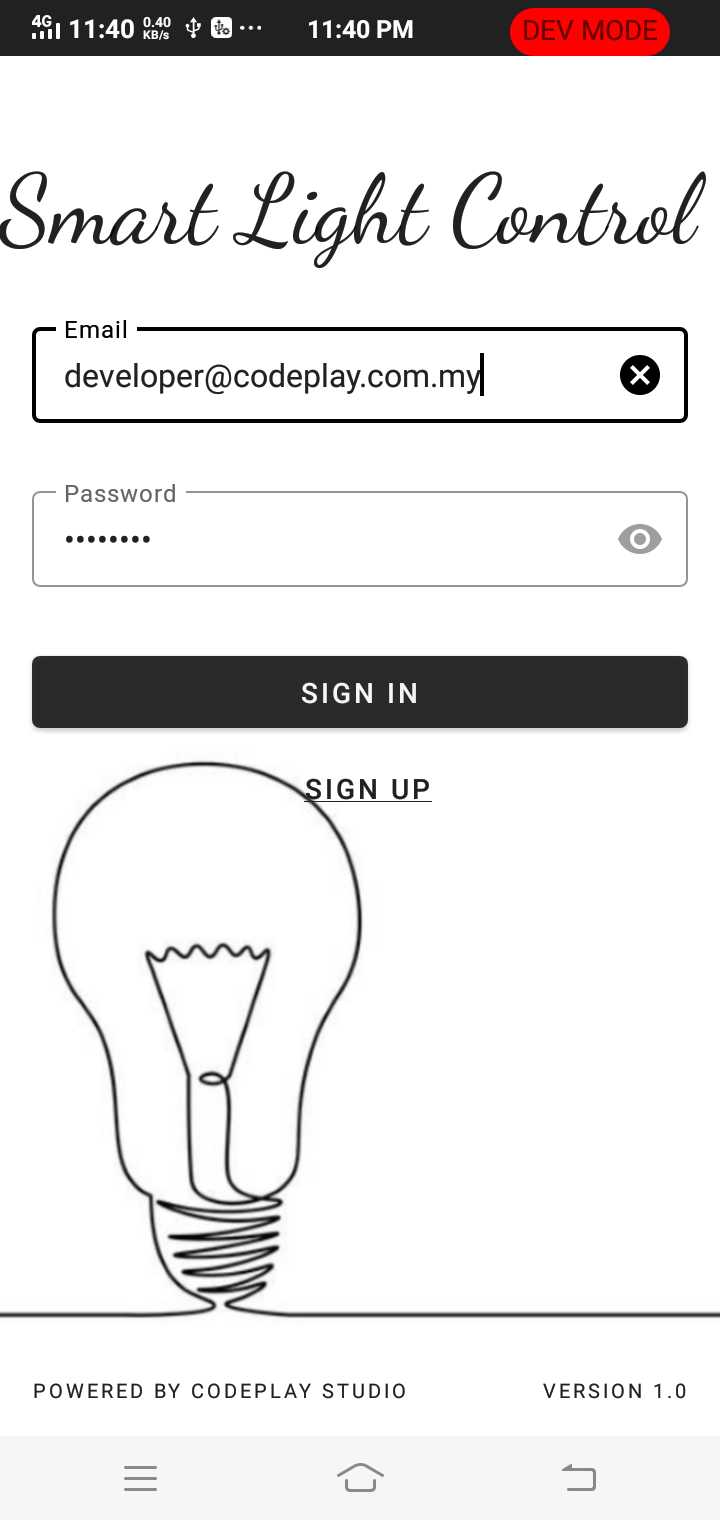 4G 11:40 0.40 KB/s 11:40 PM DEV MODE
Smart Light Control
Email
developer@codeplay.com.my
Password
••••••••
SIGN IN
SIGN UP
POWERED BY CODEPLAY STUDIO VERSION 1.0